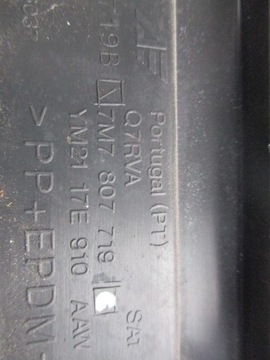 Portugal (PT)
Q7RVA
7M7 807 719
YM21 17E 910 AAW
>PP+EPDM-